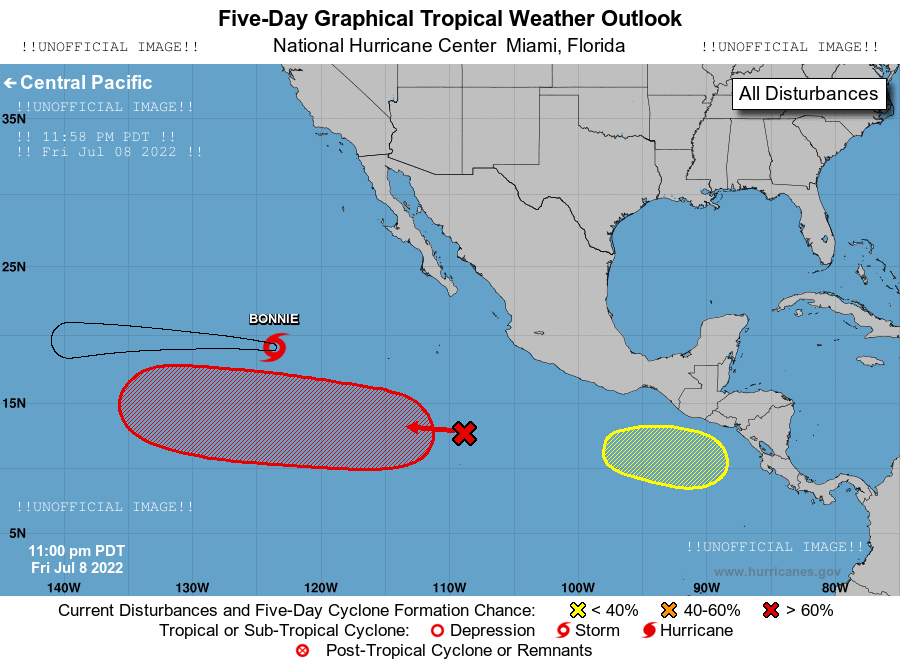 Five-Day Graphical Tropical Weather Outlook
!!UNOFFICIAL IMAGE!! National Hurricane Center Miami, Florida !!UNOFFICIAL IMAGE!!
← Central Pacific
All Disturbances
!!UNOFFICIAL IMAGE!!
35N
!! 11:58 PM PDT !!
!! Fri Jul 08 2022 !!
25N
BONNIE
15N
!!UNOFFICIAL IMAGE!!
5N
11:00 pm PDT
Fri Jul 8 2022
!!UNOFFICIAL IMAGE!!
www.hurricanes.gov
140W 130W 120W 110W 100W 90W 80W
Current Disturbances and Five-Day Cyclone Formation Chance: < 40% 40-60% > 60%
Tropical or Sub-Tropical Cyclone: Depression Storm Hurricane
Post-Tropical Cyclone or Remnants